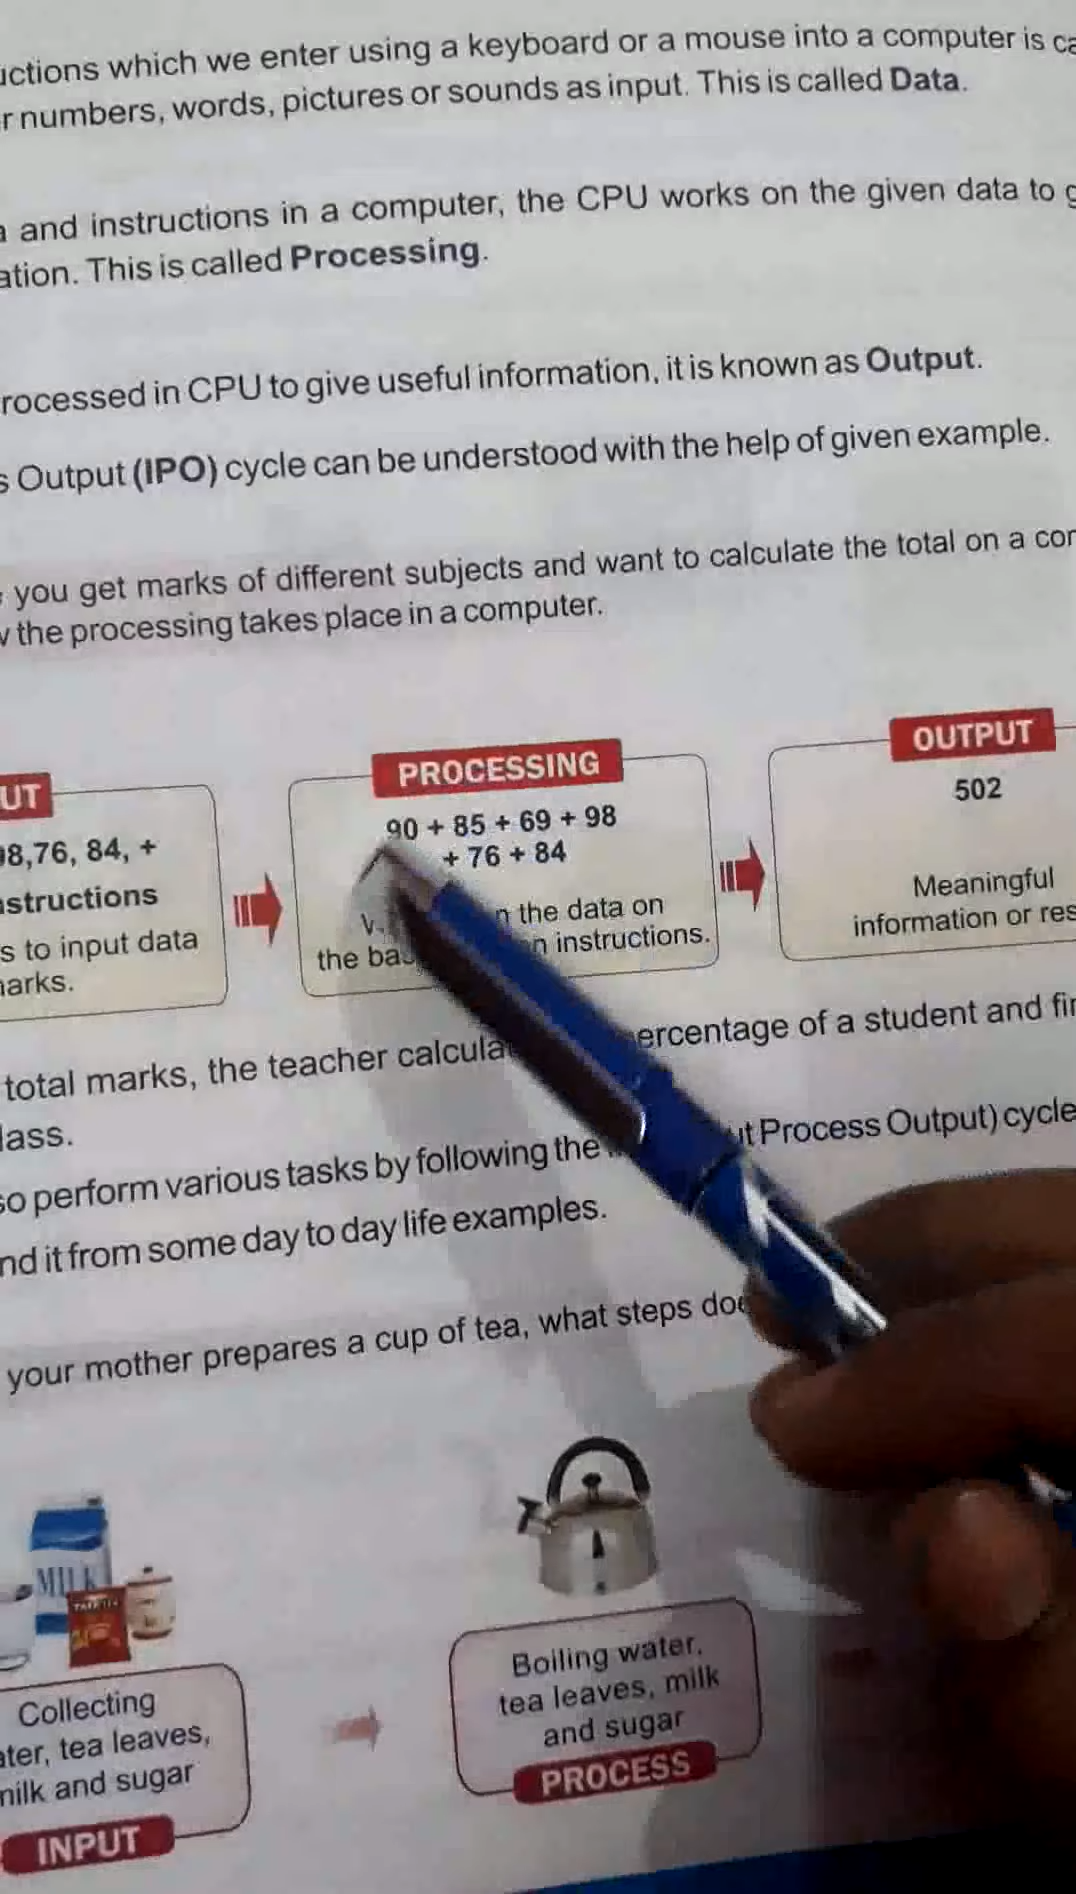 uctions which we enter using a keyboard or a mouse into a computer is ca
r numbers, words, pictures or sounds as input. This is called Data.
a and instructions in a computer, the CPU works on the given data to g
ation. This is called Processing.
rocessed in CPU to give useful information, it is known as Output.
s Output (IPO) cycle can be understood with the help of given example.
you get marks of different subjects and want to calculate the total on a com
w the processing takes place in a computer.
UT
98,76, 84, +
nstructions
s to input data
marks.
PROCESSING
90 + 85 + 69 + 98
+ 76 + 84
n the data on
the bas n instructions.
OUTPUT
502
Meaningful
information or res
total marks, the teacher calcula ercentage of a student and fin
lass.
so perform various tasks by following the ut Process Output) cycle
nd it from some day to day life examples.
your mother prepares a cup of tea, what steps doe
MILK
Collecting
ater, tea leaves,
milk and sugar
INPUT
Boiling water,
tea leaves, milk
and sugar
PROCESS